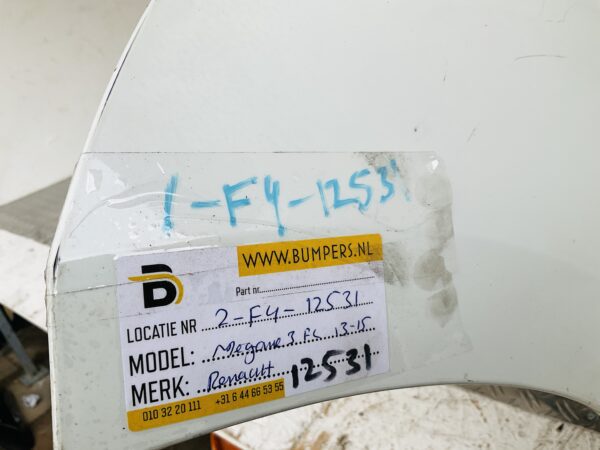 1-F4-12531
WWW.BUMPERS.NL
B
Part nr.
LOCATIE NR 2-F4-12531
MODEL: Megane 3 FL 13-15
MERK: Renault 12531
010 32 20 111 +31 6 44 66 53 55